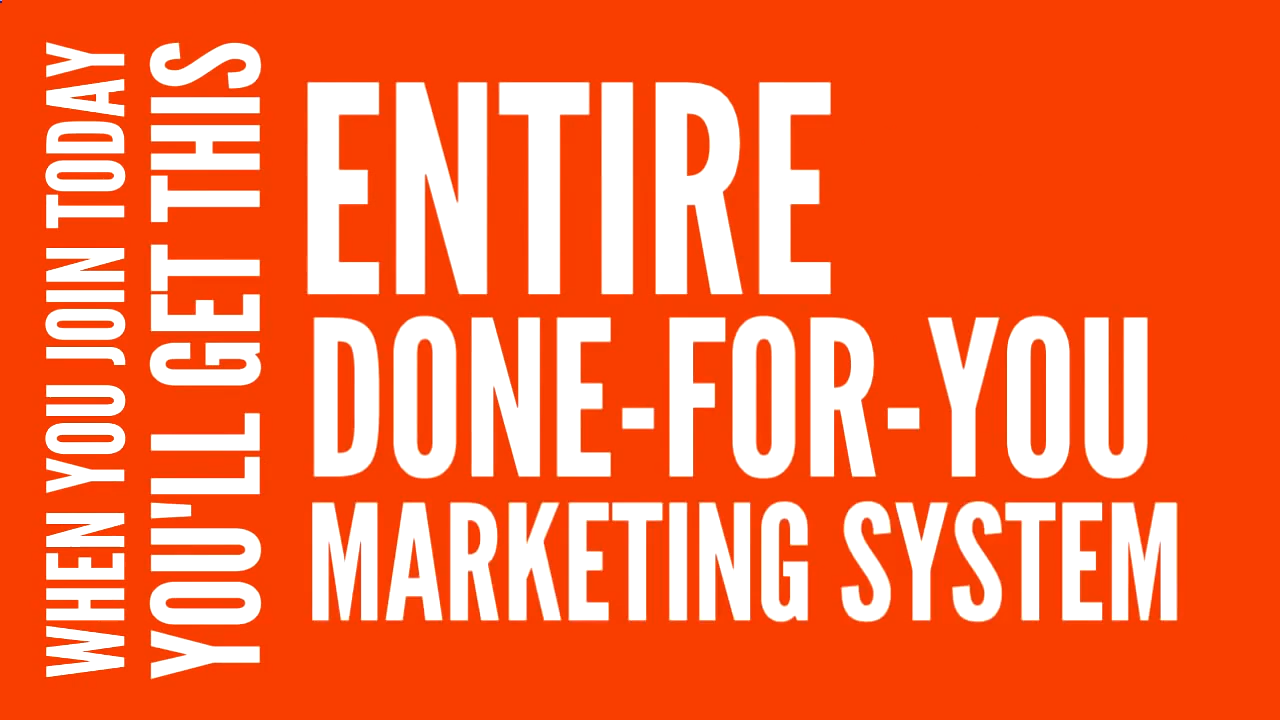 WHEN YOU JOIN TODAY
YOU'LL GET THIS
ENTIRE
DONE-FOR-YOU
MARKETING SYSTEM